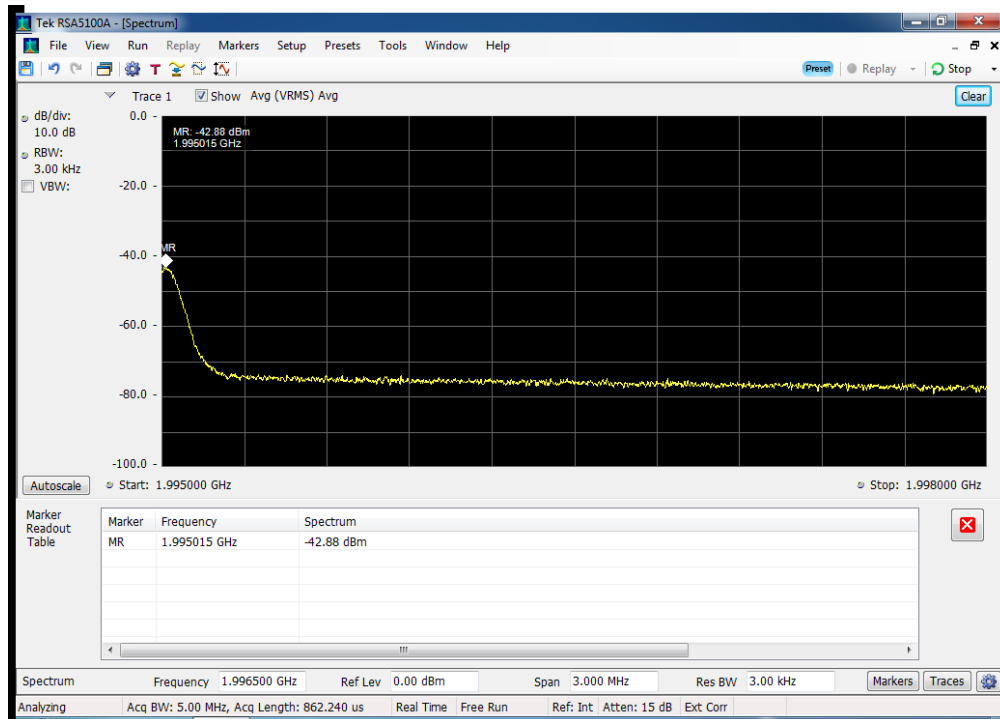 Tek RSA5100A - [Spectrum]
File View Run Replay Markers Setup Presets Tools Window Help
T Preset Replay Stop
Trace 1 Show Avg (VRMS) Avg Clear
dB/div:
10.0 dB
RBW:
3.00 kHz
VBW:
0.0
-20.0
-40.0
-60.0
-80.0
-100.0
MR: -42.88 dBm
1.995015 GHz
MR
Autoscale Start: 1.995000 GHz Stop: 1.998000 GHz
Marker
Readout
Table
Marker Frequency Spectrum
MR 1.995015 GHz -42.88 dBm
Spectrum Frequency 1.996500 GHz Ref Lev 0.00 dBm Span 3.000 MHz Res BW 3.00 kHz Markers Traces
Analyzing Acq BW: 5.00 MHz, Acq Length: 862.240 us Real Time Free Run Ref: Int Atten: 15 dB Ext Corr